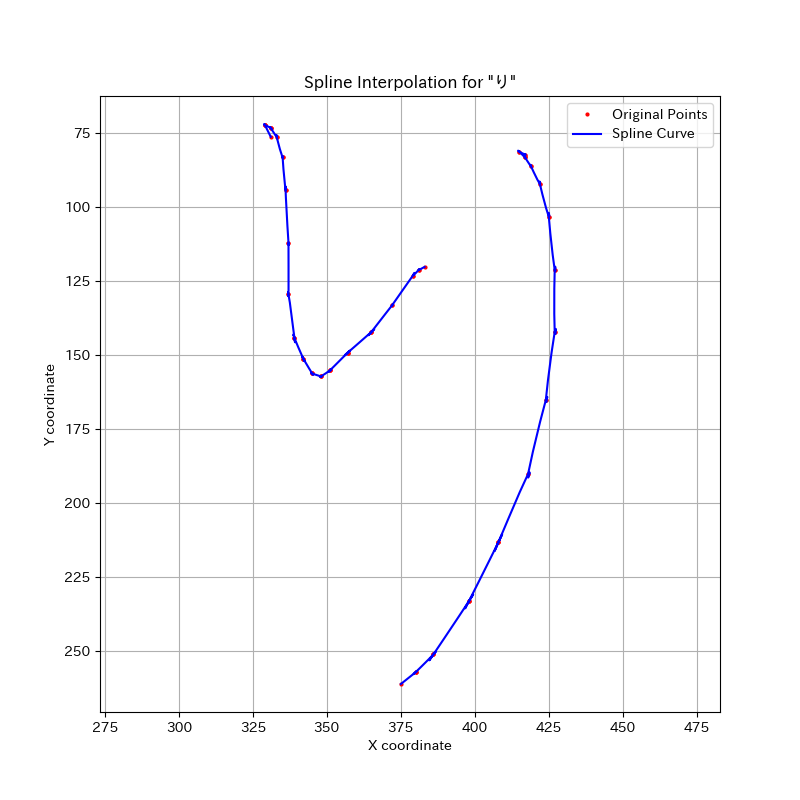 Spline Interpolation for "り"
Original Points
Spline Curve
Y coordinate
75
100
125
150
175
200
225
250
275 300 325 350 375 400 425 450 475
X coordinate